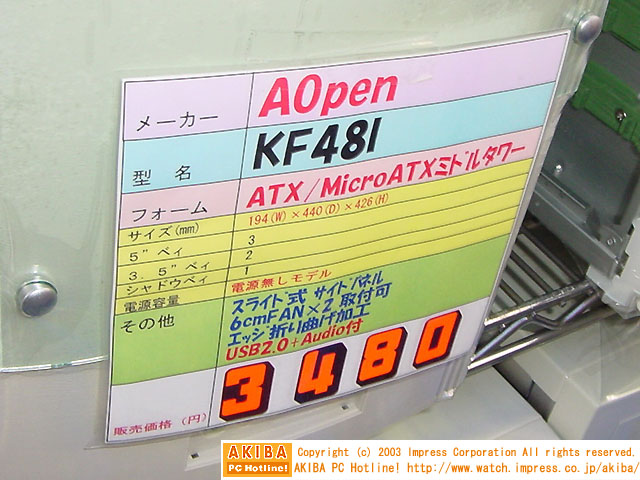 メーカー AOpen
型名 KF48I
フォーム ATX/MicroATXミドルタワー
サイズ(mm) 194(W)×440(D)×426(H)
5"ベイ 3
3.5"ベイ 2
シャドウベイ 1
電源容量 電源無しモデル
その他 スライド式サイドパネル
6cmFAN×2取付可
エッジ折り曲げ加工
USB2.0+Audio付
販売価格(円) 3480
AKIBA PC Hotline!
Copyright (c) 2003 Impress Corporation All rights reserved.
AKIBA PC Hotline! http://www.watch.impress.co.jp/akiba/